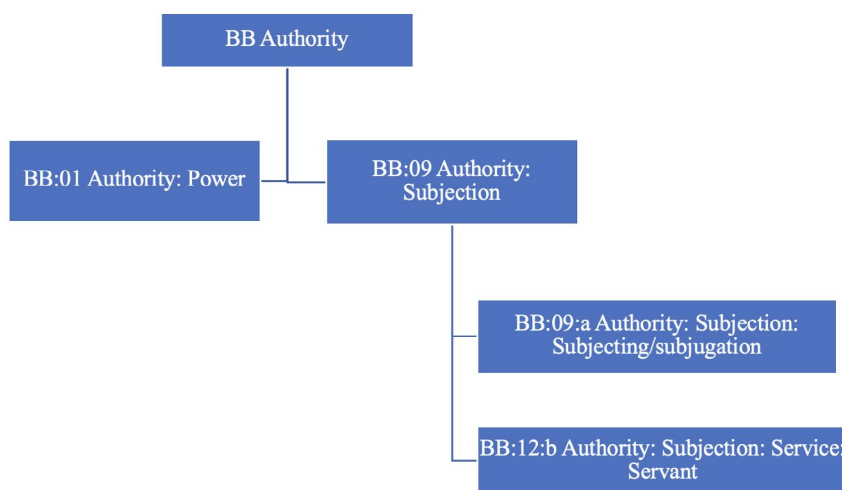 BB Authority
BB:01 Authority: Power
BB:09 Authority:
Subjection
BB:09:a Authority: Subjection:
Subjecting/subjugation
BB:12:b Authority: Subjection: Service:
Servant